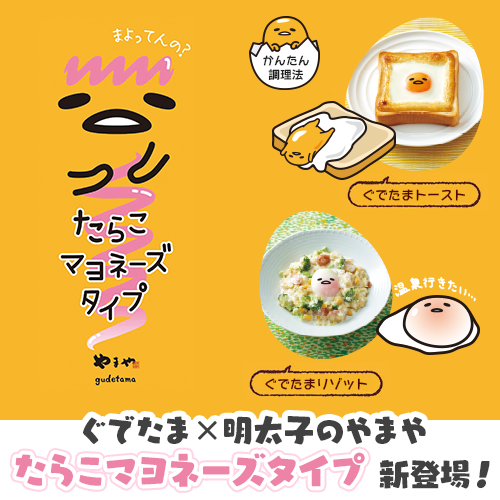 まよってんの?
たらこ
マヨネーズ
タイプ
やまや
gudetama
かんたん
調理法
ぐでたまトースト
温泉行きたい…
ぐでたまリゾット
ぐでたま×明太子のやまや
たらこマヨネーズタイプ 新登場!